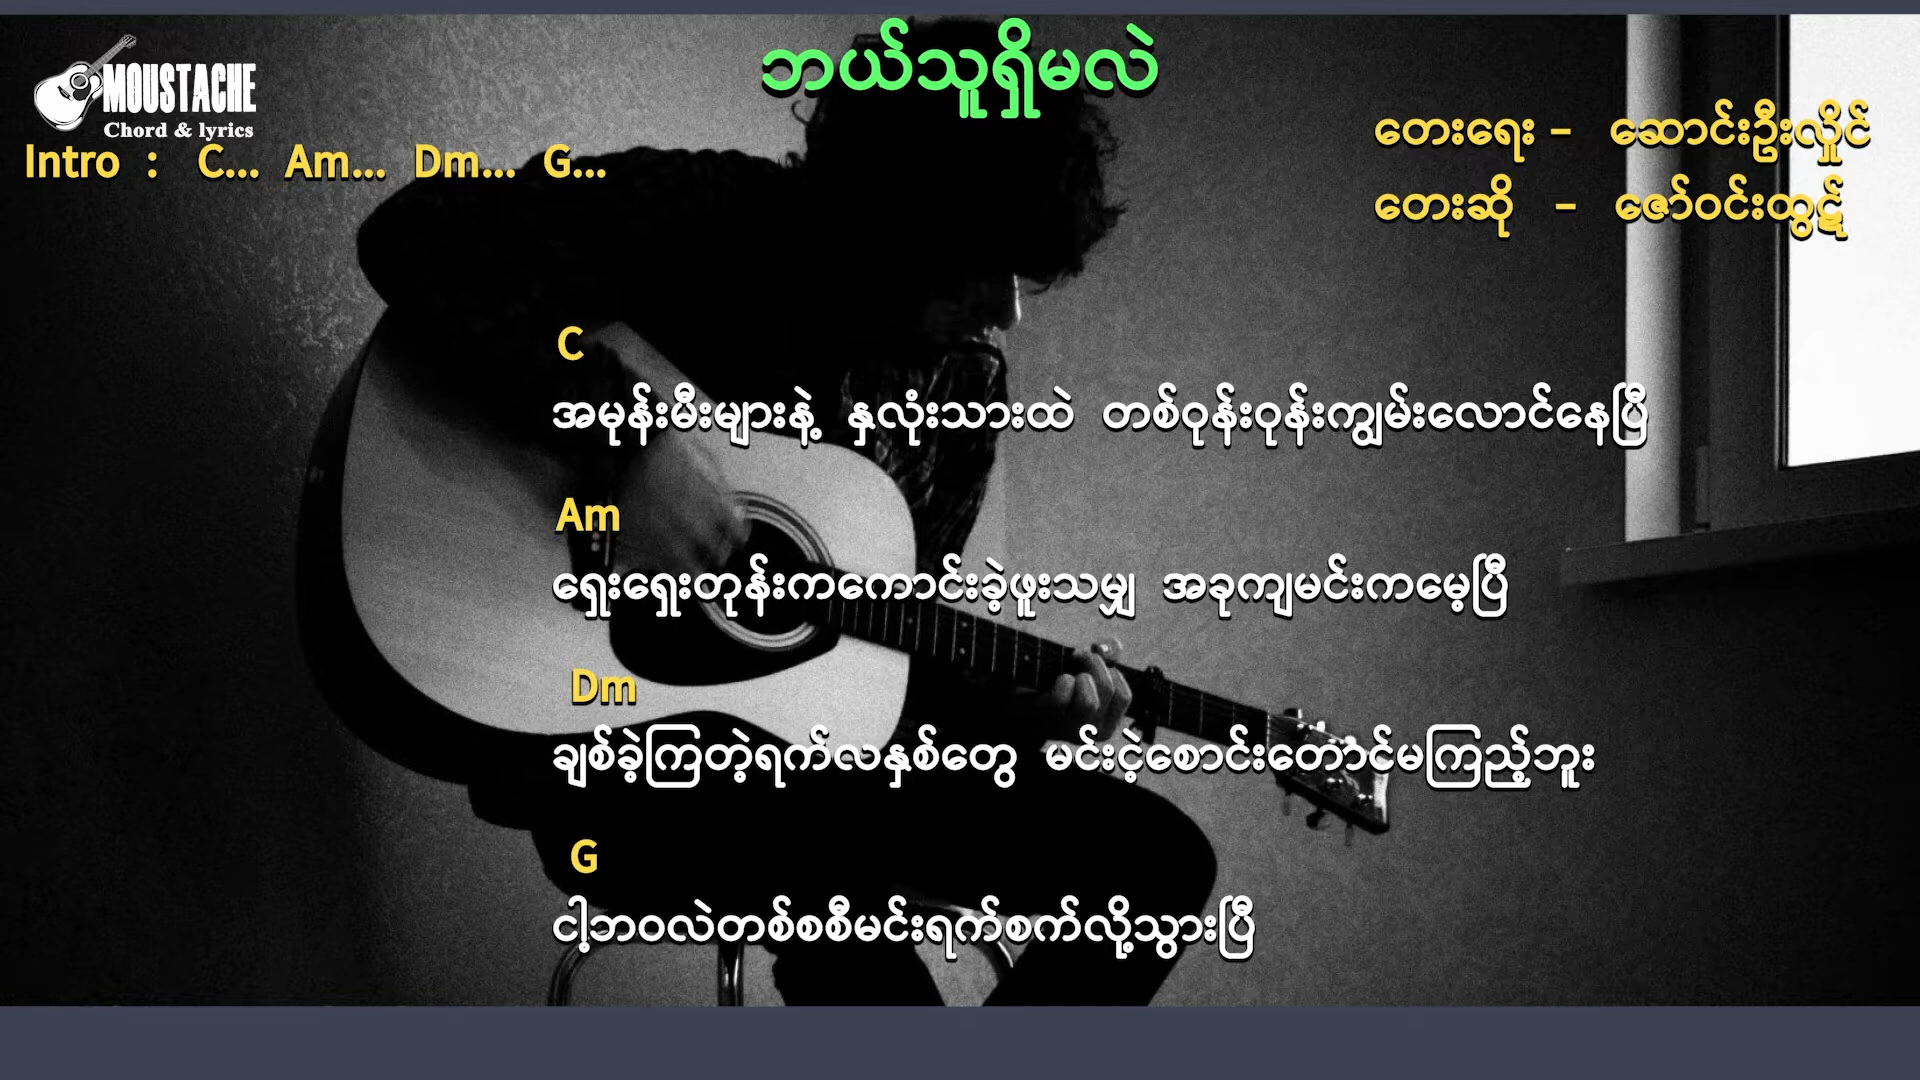 ဘယ်သူရှိမလဲ
MOUSTACHE
Chord & lyrics
Intro : C... Am... Dm... G...
တေးရေး - ဆောင်းဦးလှိုင်
တေးဆို - ဇော်ဝင်းထွဋ်
C
အမုန်းမီးများနဲ့ နှလုံးသားထဲ တစ်ဝုန်းဝုန်းကျွမ်းလောင်နေပြီ
Am
ရှေးရှေးတုန်းကကောင်းခဲ့ဖူးသမျှ အခုကျမင်းကမေ့ပြီ
Dm
ချစ်ခဲ့ကြတဲ့ရက်လနှစ်တွေ မင်းငဲ့စောင်းတောင်မကြည့်ဘူး
G
ငါ့ဘဝလဲတစ်စစီမင်းရက်စက်လို့သွားပြီ